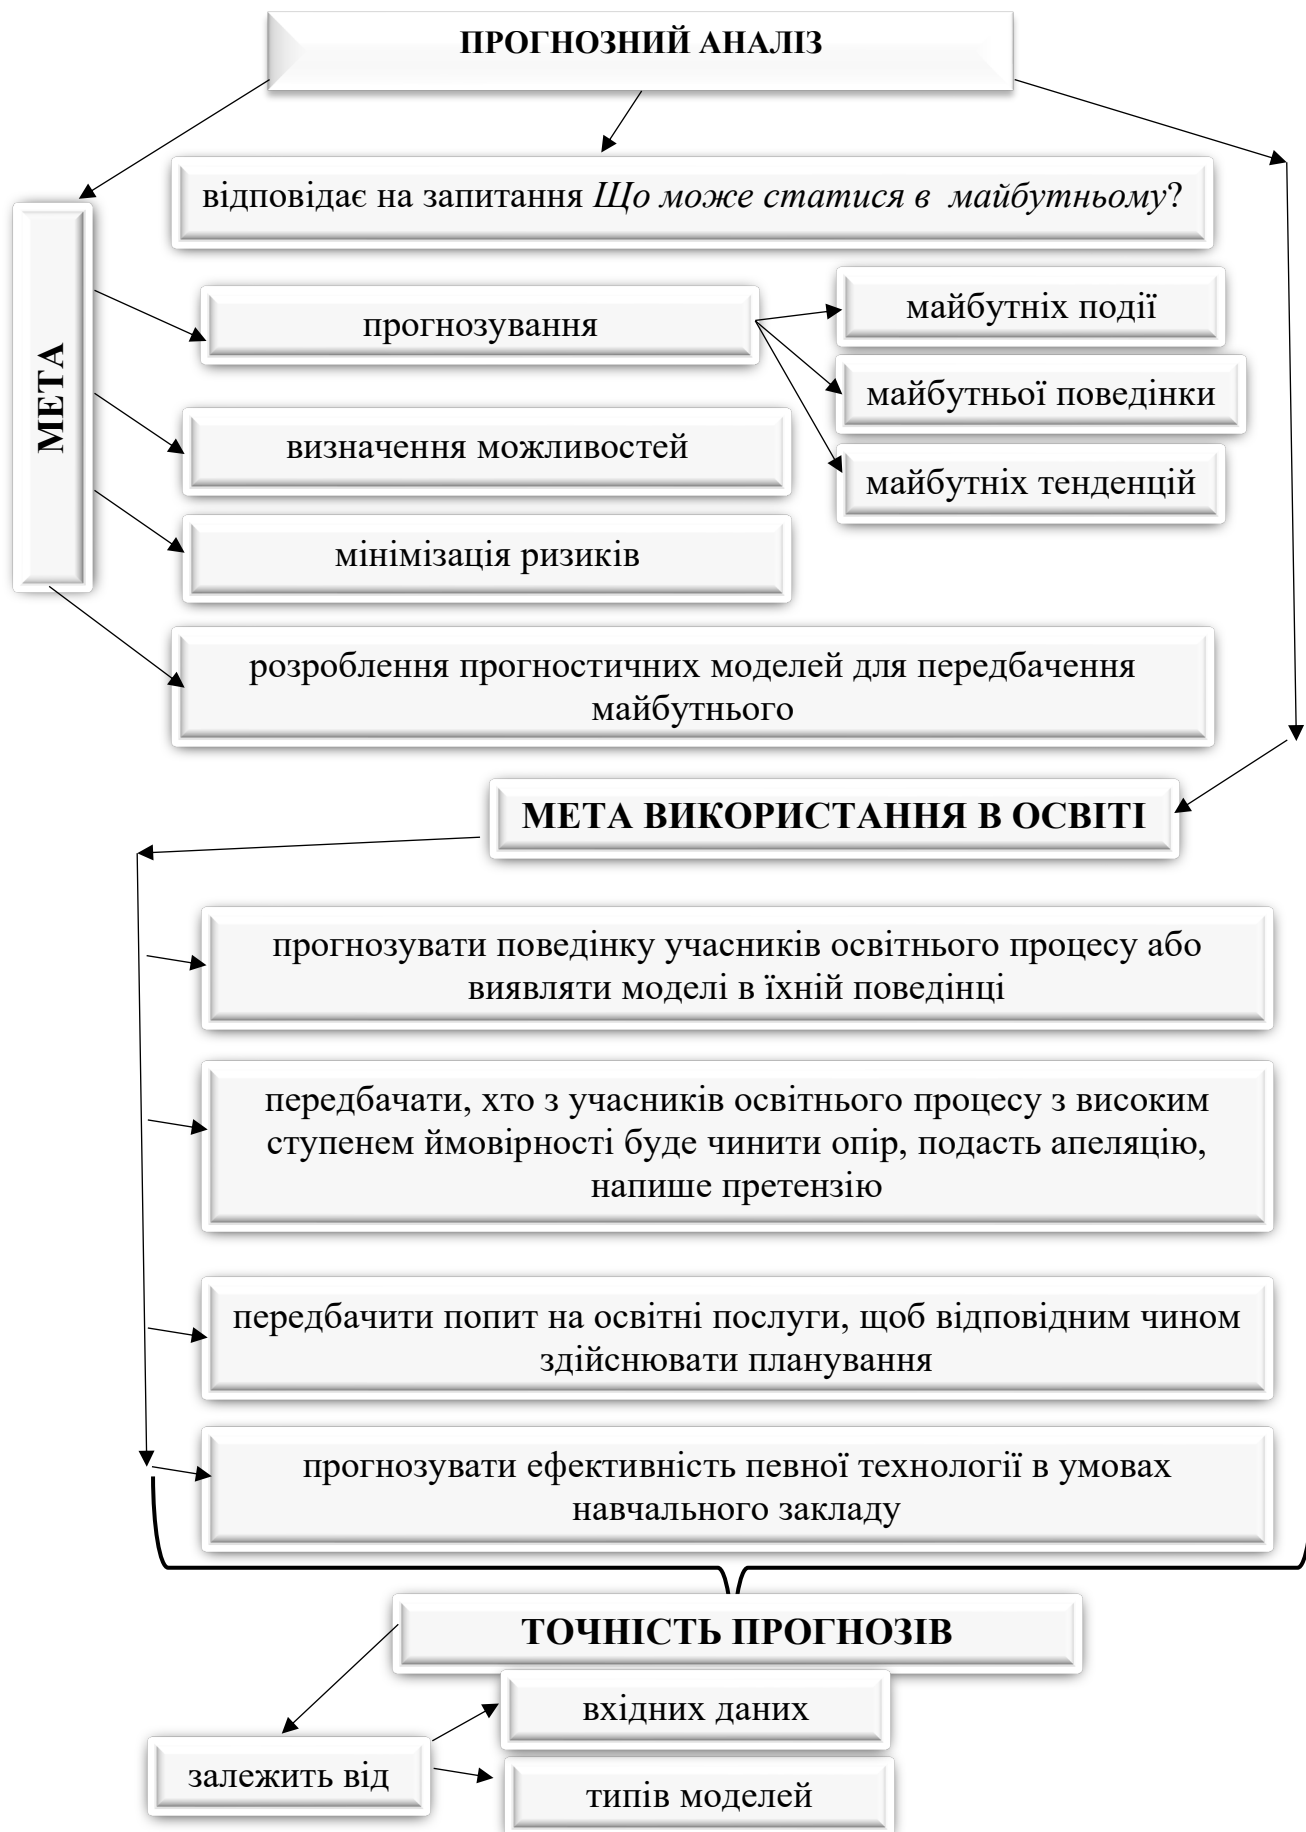 ПРОГНОЗНИЙ АНАЛІЗ
відповідає на запитання Що може статися в майбутньому?
МЕТА
прогнозування
майбутніх події
майбутньої поведінки
майбутніх тенденцій
визначення можливостей
мінімізація ризиків
розроблення прогностичних моделей для передбачення
майбутнього
МЕТА ВИКОРИСТАННЯ В ОСВІТІ
прогнозувати поведінку учасників освітнього процесу або
виявляти моделі в їхній поведінці
передбачати, хто з учасників освітнього процесу з високим
ступенем ймовірності буде чинити опір, подасть апеляцію,
напише претензію
передбачити попит на освітні послуги, щоб відповідним чином
здійснювати планування
прогнозувати ефективність певної технології в умовах
навчального закладу
ТОЧНІСТЬ ПРОГНОЗІВ
залежить від
вхідних даних
типів моделей